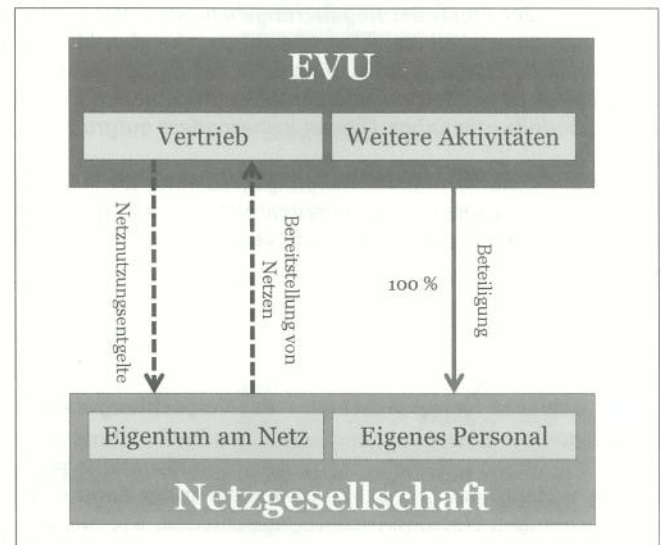 EVU
Vertrieb
Weitere Aktivitäten
Netznutzungsentgelte
Bereitstellung von
Netzen
100 %
Beteiligung
Eigentum am Netz
Eigenes Personal
Netzgesellschaft